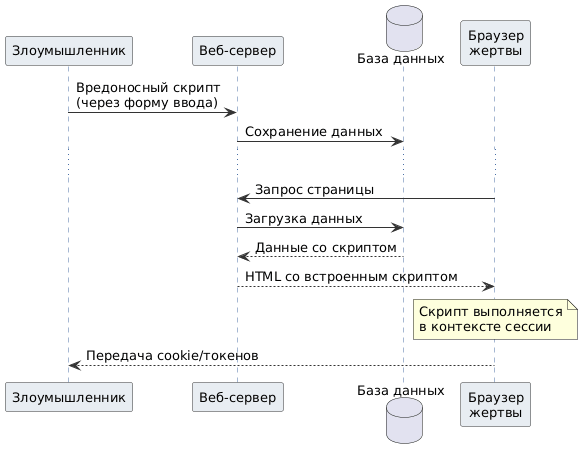 Злоумышленник
Веб-сервер
База данных
Браузер
жертвы
Вредоносный скрипт
(через форму ввода)
Сохранение данных
Запрос страницы
Загрузка данных
Данные со скриптом
HTML со встроенным скриптом
Скрипт выполняется
в контексте сессии
Передача cookie/токенов
Злоумышленник
Веб-сервер
База данных
Браузер
жертвы